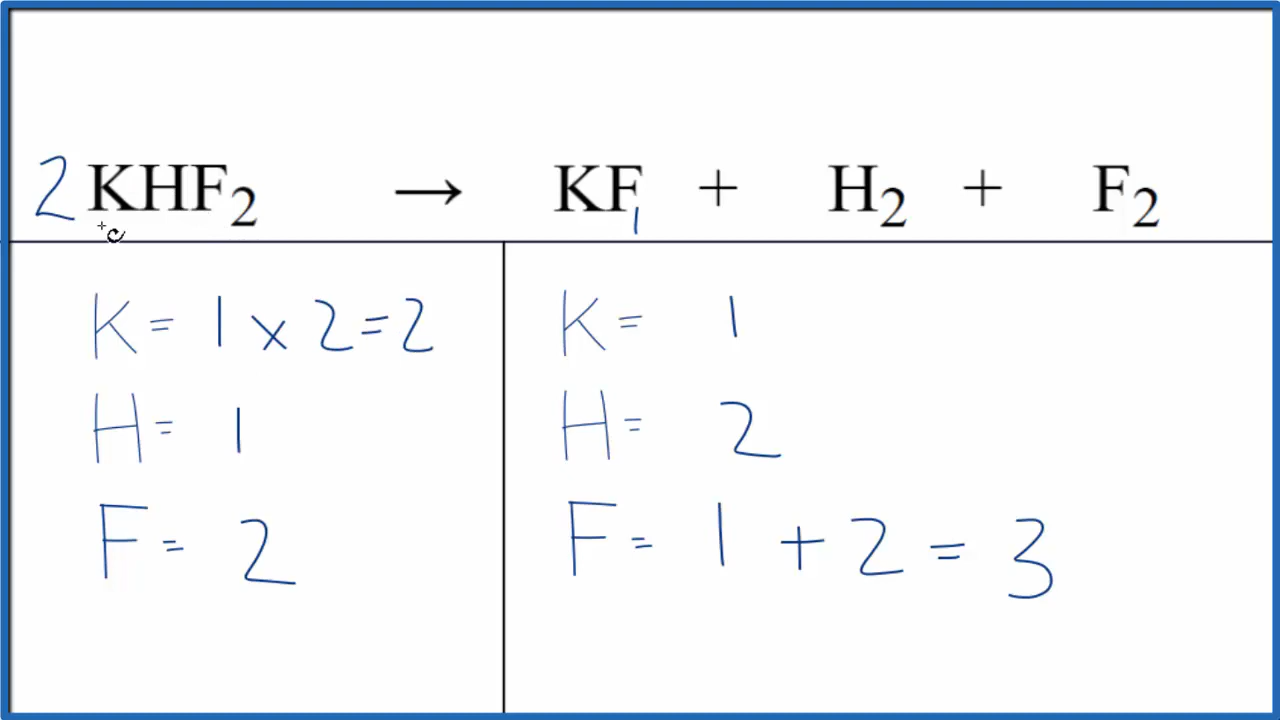 2 KHF₂ → KF₁ + H₂ + F₂
K = 1 x 2 = 2
H = 1
F = 2
K = 1
H = 2
F = 1 + 2 = 3